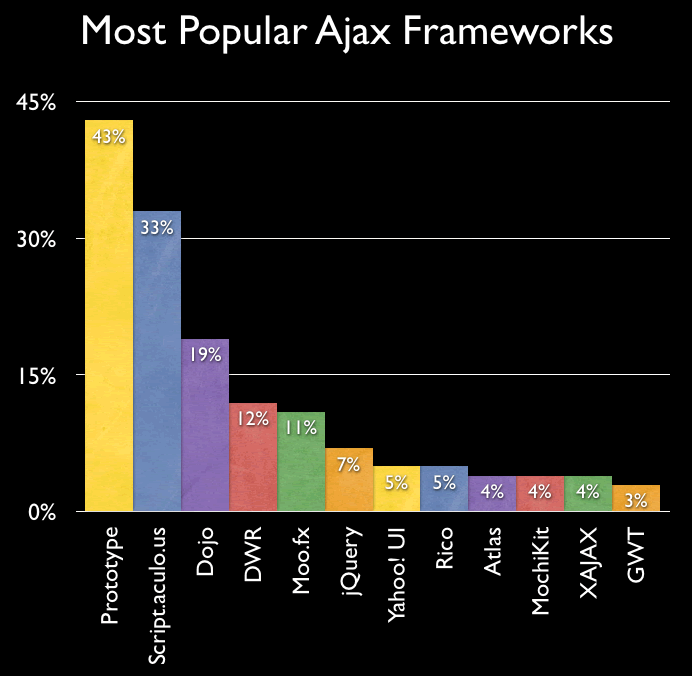 Most Popular Ajax Frameworks
45%
30%
15%
0%
43%
33%
19%
12%
11%
7%
5%
5%
4%
4%
4%
3%
Prototype
Script.aculo.us
Dojo
DWR
Moo.fx
jQuery
Yahoo! UI
Rico
Atlas
MochiKit
XAJAX
GWT